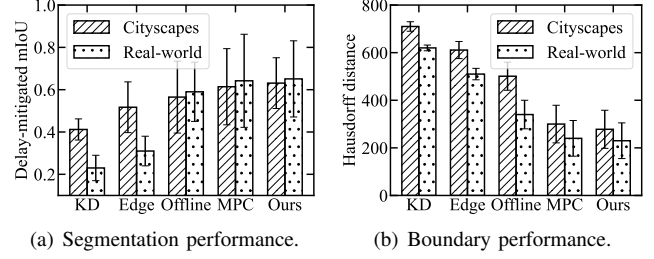 Delay-mitigated mIoU
1.0
0.8
0.6
0.4
0.2
Cityscapes
Real-world
KD Edge Offline MPC Ours
(a) Segmentation performance.
Hausdorff distance
800
600
400
200
0
Cityscapes
Real-world
KD Edge Offline MPC Ours
(b) Boundary performance.